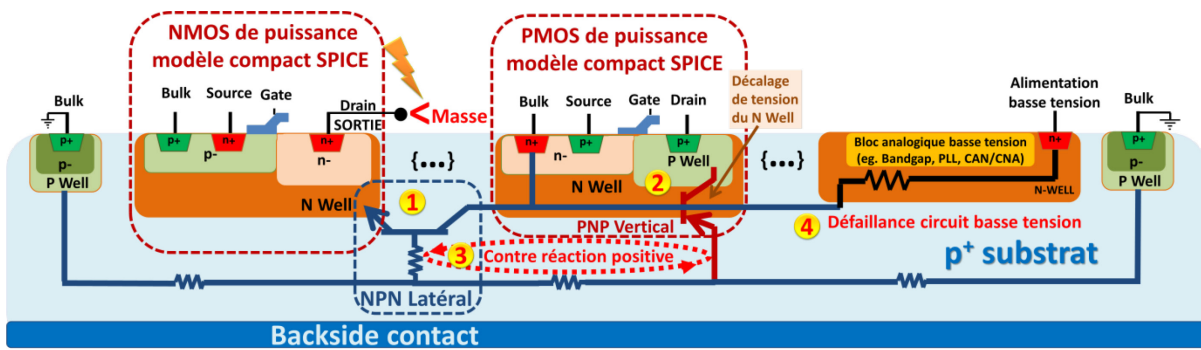 NMOS de puissance
modèle compact SPICE
PMOS de puissance
modèle compact SPICE
Décalage
de tension
du N Well
Alimentation
basse tension
Bulk
Bulk
Source
Gate
Drain
SORTIE
< Masse
Bulk
Source
Gate
Drain
Bulk
p+
p-
P Well
p+
n+
p-
n+
n-
N Well
{...}
n+
n-
p+
p+
P Well
N Well
2
{...}
Bloc analogique basse tension
(eg. Bandgap, PLL, CAN/CNA)
n+
N-WELL
p+
p-
P Well
1
PNP Vertical
4 Défaillance circuit basse tension
3 Contre réaction positive
p+ substrat
NPN Latéral
Backside contact